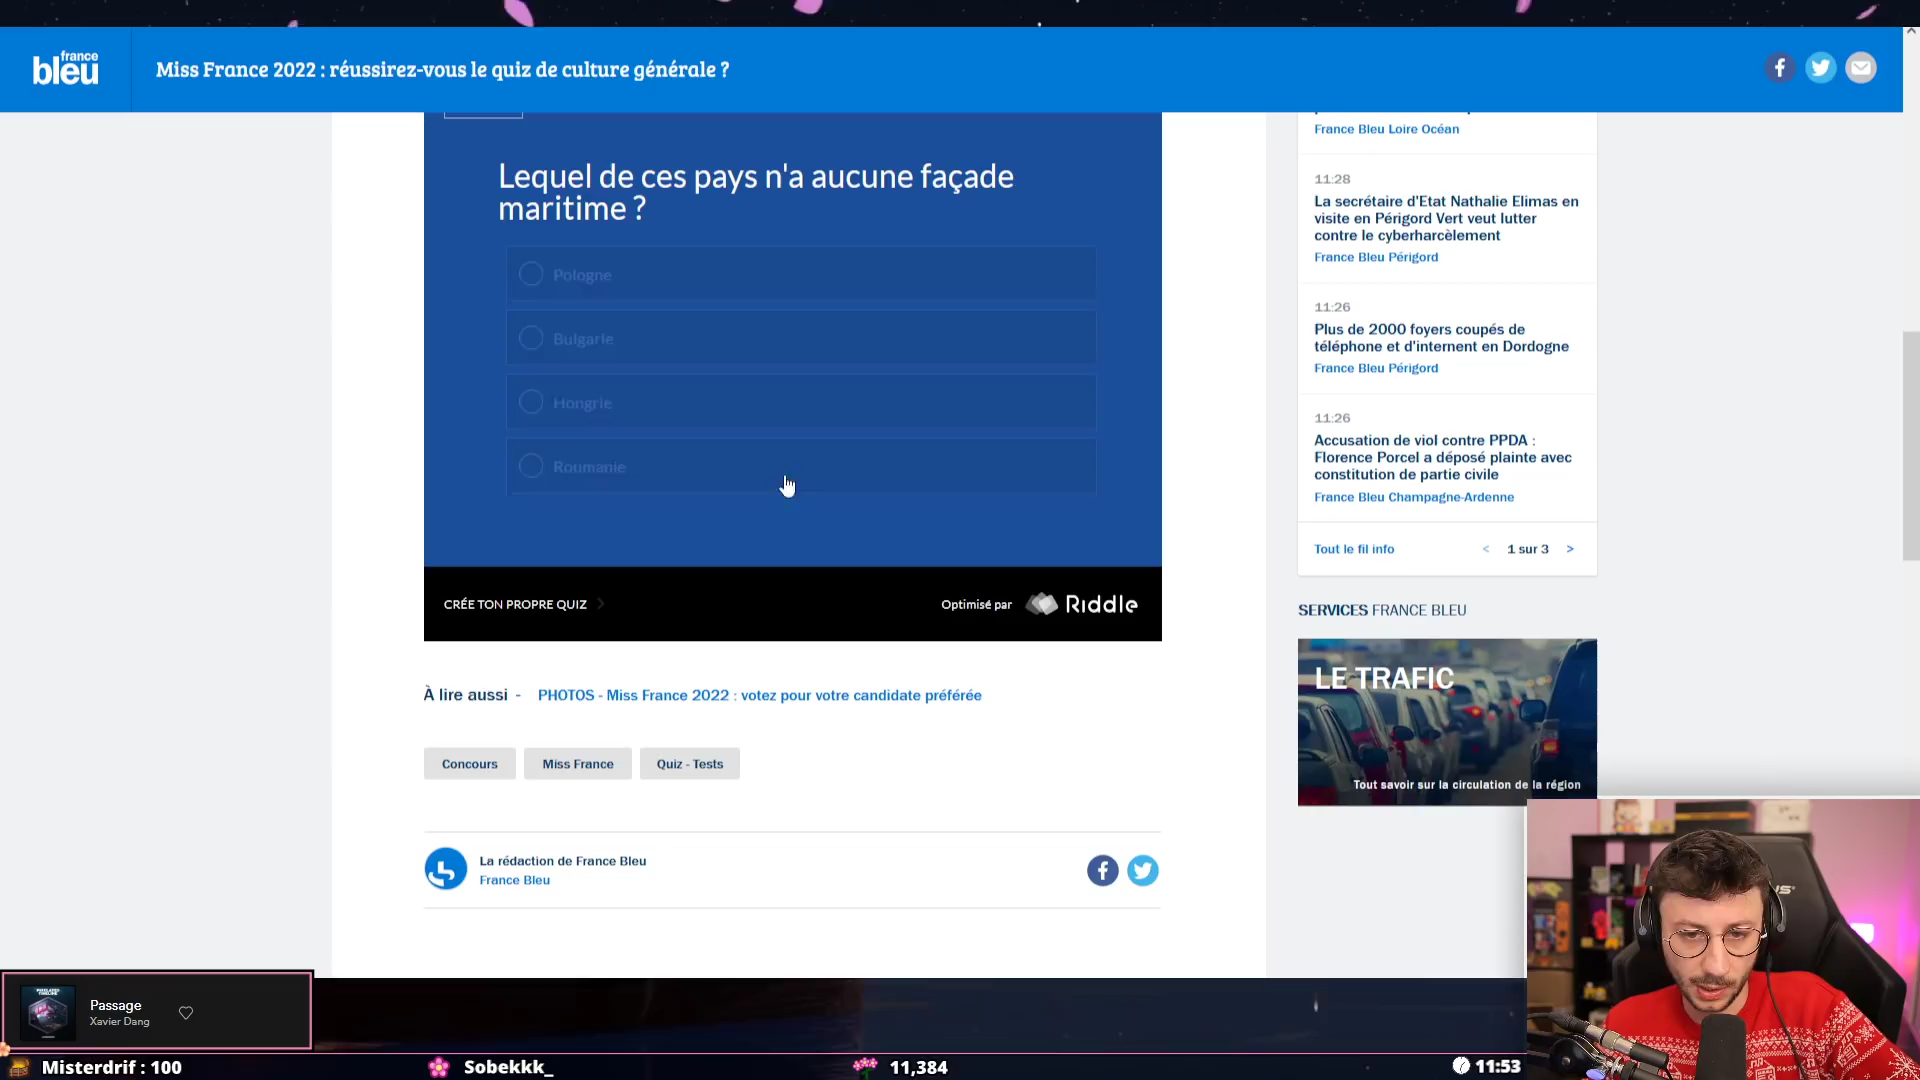 france
bleu
Miss France 2022 : réussirez-vous le quiz de culture générale ?
Lequel de ces pays n'a aucune façade
maritime ?
Pologne
Bulgarie
Hongrie
Roumanie
CRÉE TON PROPRE QUIZ
Optimisé par
Riddle
À lire aussi - PHOTOS - Miss France 2022 : votez pour votre candidate préférée
Concours
Miss France
Quiz - Tests
La rédaction de France Bleu
France Bleu
France Bleu Loire Océan
11:28
La secrétaire d'Etat Nathalie Elimas en
visite en Périgord Vert veut lutter
contre le cyberharcèlement
France Bleu Périgord
11:26
Plus de 2000 foyers coupés de
téléphone et d'internent en Dordogne
France Bleu Périgord
11:26
Accusation de viol contre PPDA :
Florence Porcel a déposé plainte avec
constitution de partie civile
France Bleu Champagne-Ardenne
Tout le fil info
< 1 sur 3 >
SERVICES FRANCE BLEU
LE TRAFIC
Tout savoir sur la circulation de la région
Passage
Xavier Dang
Misterdrif : 100
Sobekkk_
11,384
11:53